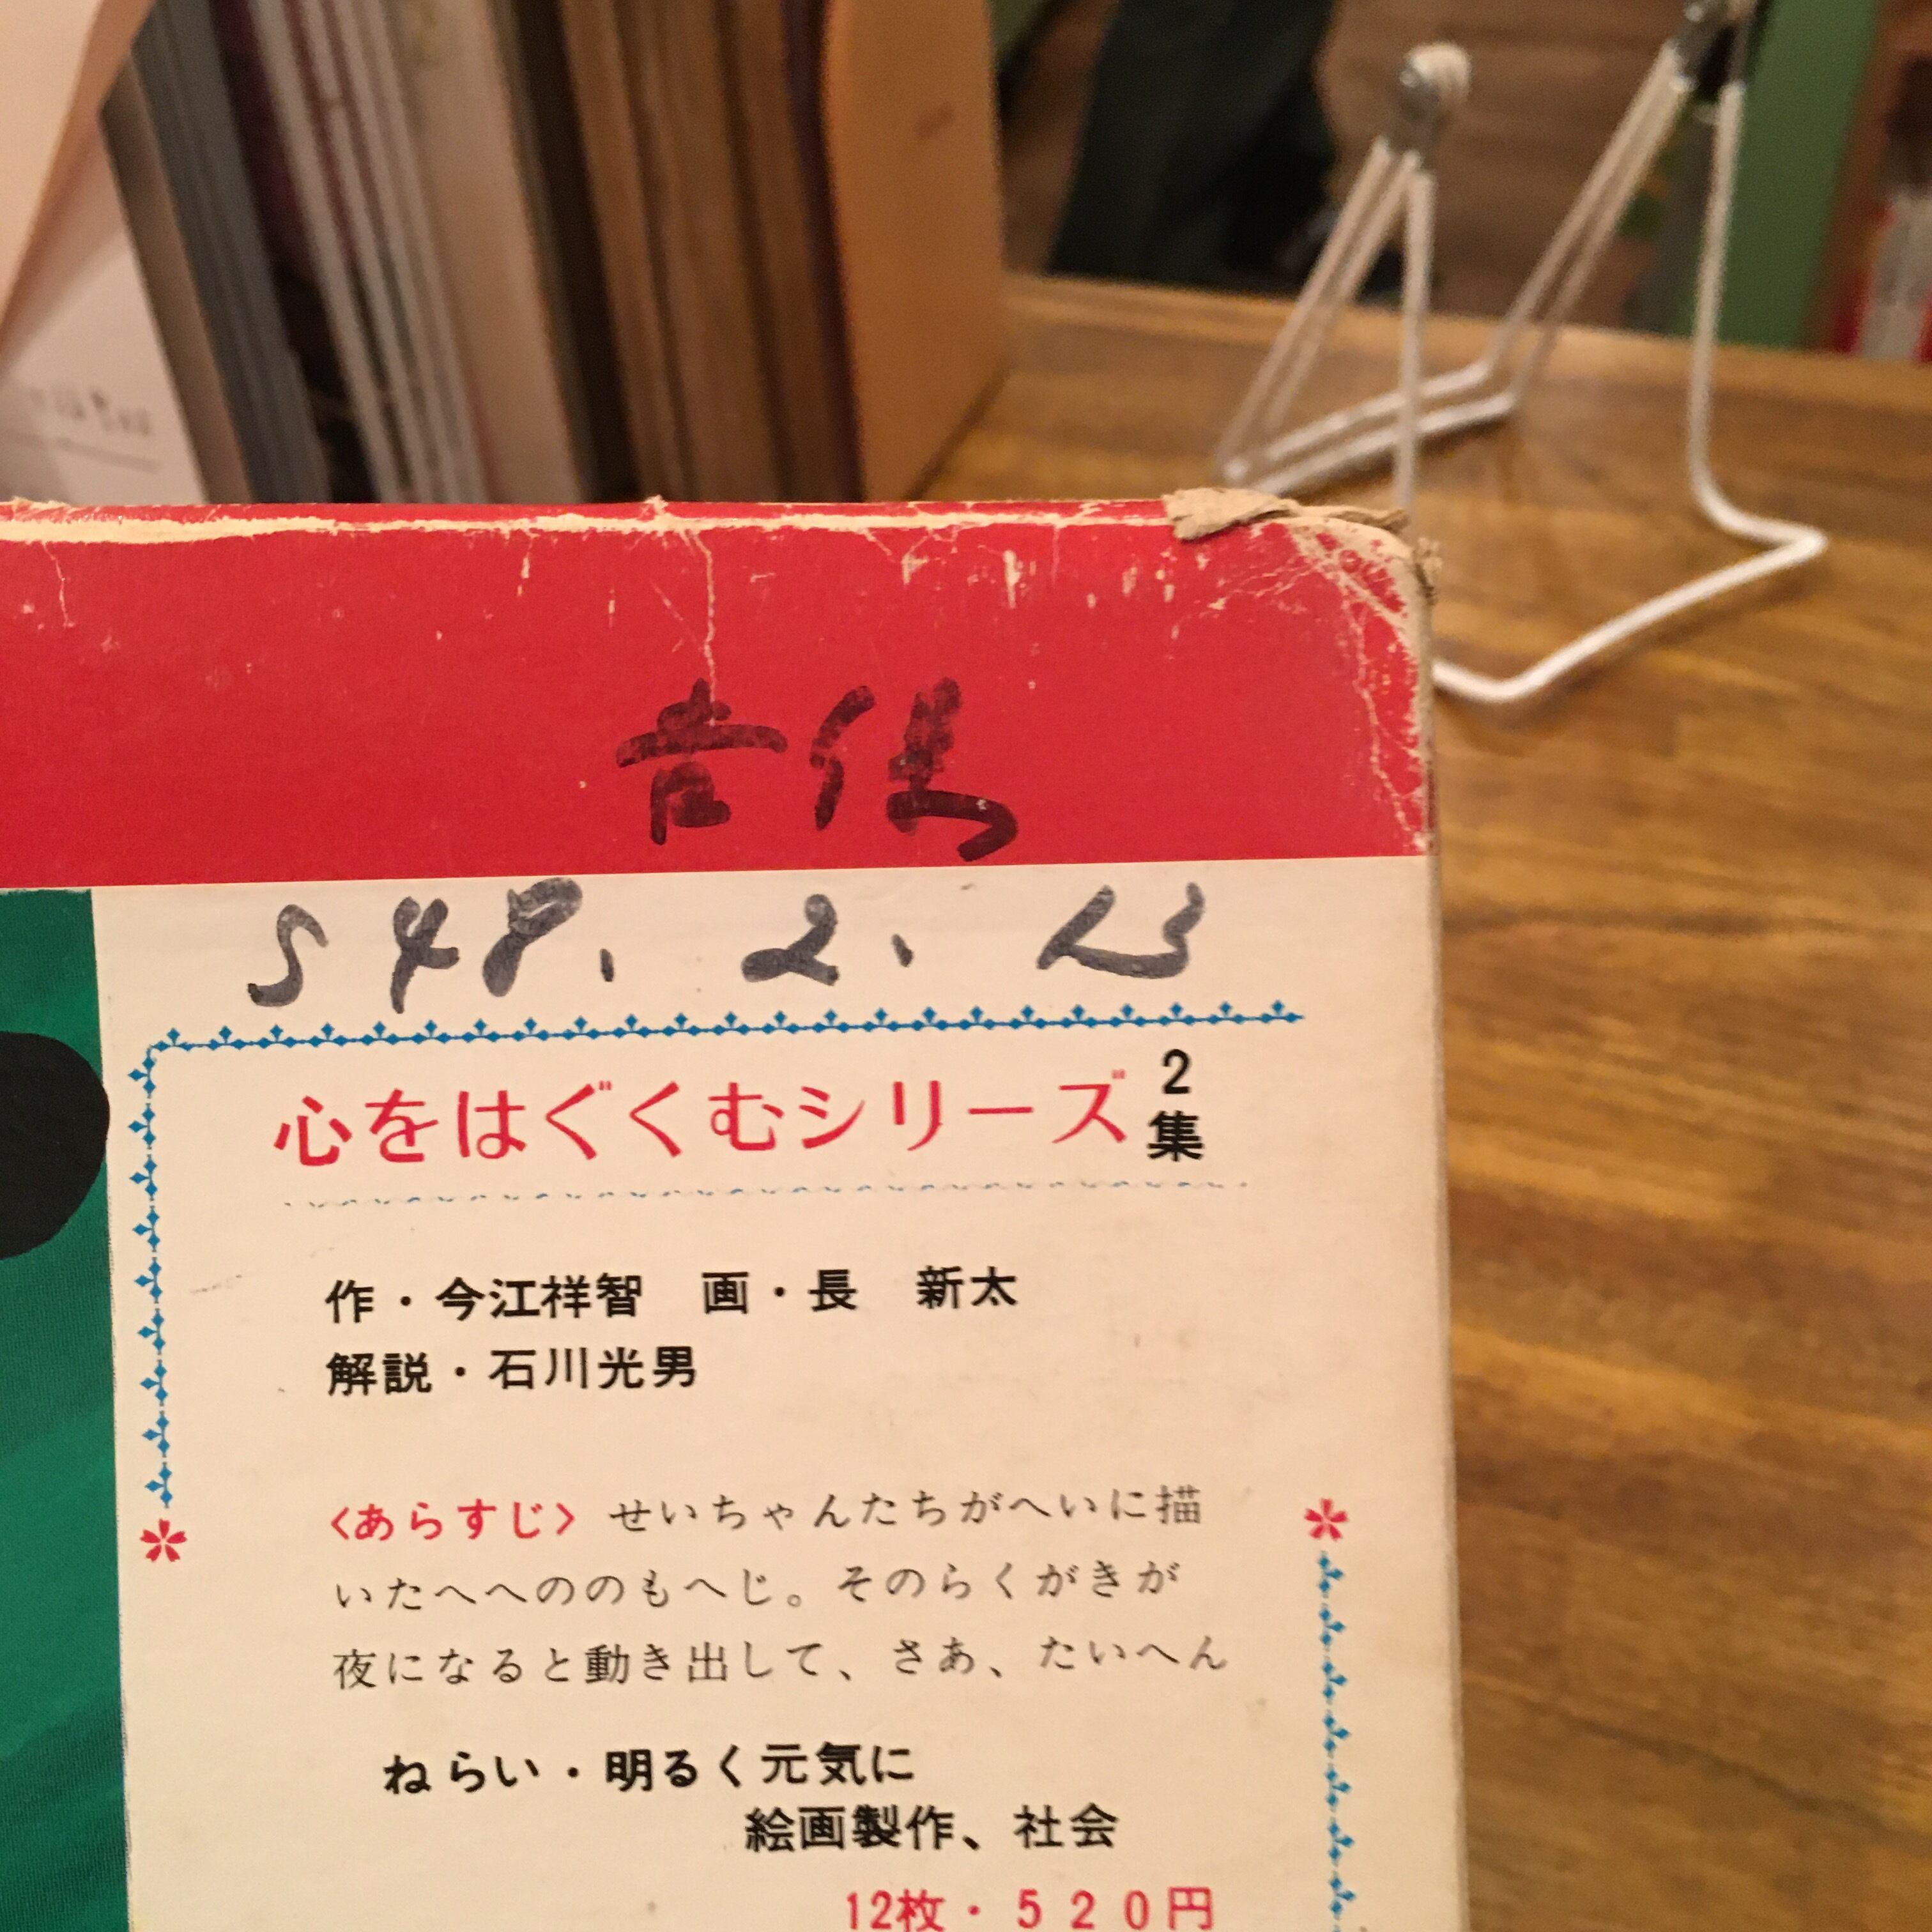 S48. 2. 23
心をはぐくむシリーズ 2集
作・今江祥智 画・長 新太
解説・石川光男
<あらすじ> せいちゃんたちがへいに描
いたへへののもへじ。そのらくがきが
夜になると動き出して、さあ、たいへん
ねらい・明るく元気に
絵画製作、社会
12枚・520円